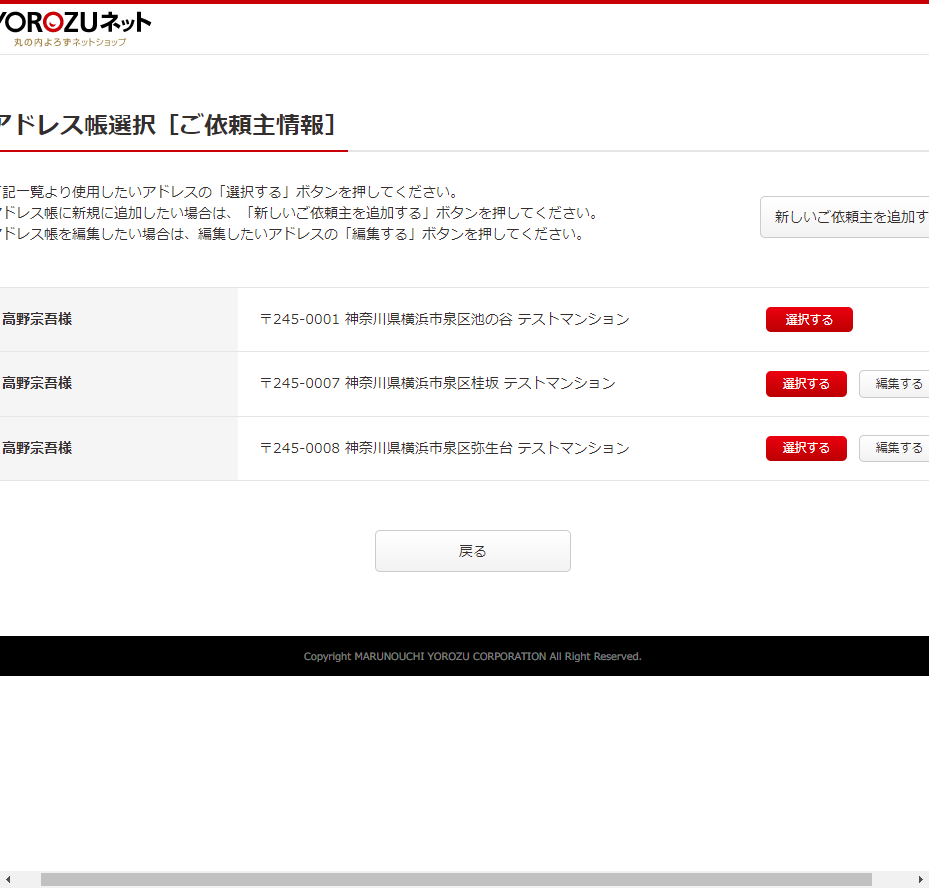 YOROZUネット
丸の内よろずネットショップ
アドレス帳選択［ご依頼主情報］
記一覧より使用したいアドレスの「選択する」ボタンを押してください。
アドレス帳に新規に追加したい場合は、「新しいご依頼主を追加する」ボタンを押してください。
アドレス帳を編集したい場合は、編集したいアドレスの「編集する」ボタンを押してください。
新しいご依頼主を追加す
高野宗吾様 〒245-0001 神奈川県横浜市泉区池の谷 テストマンション 選択する
高野宗吾様 〒245-0007 神奈川県横浜市泉区桂坂 テストマンション 選択する 編集する
高野宗吾様 〒245-0008 神奈川県横浜市泉区弥生台 テストマンション 選択する 編集する
戻る
Copyright MARUNOUCHI YOROZU CORPORATION All Right Reserved.